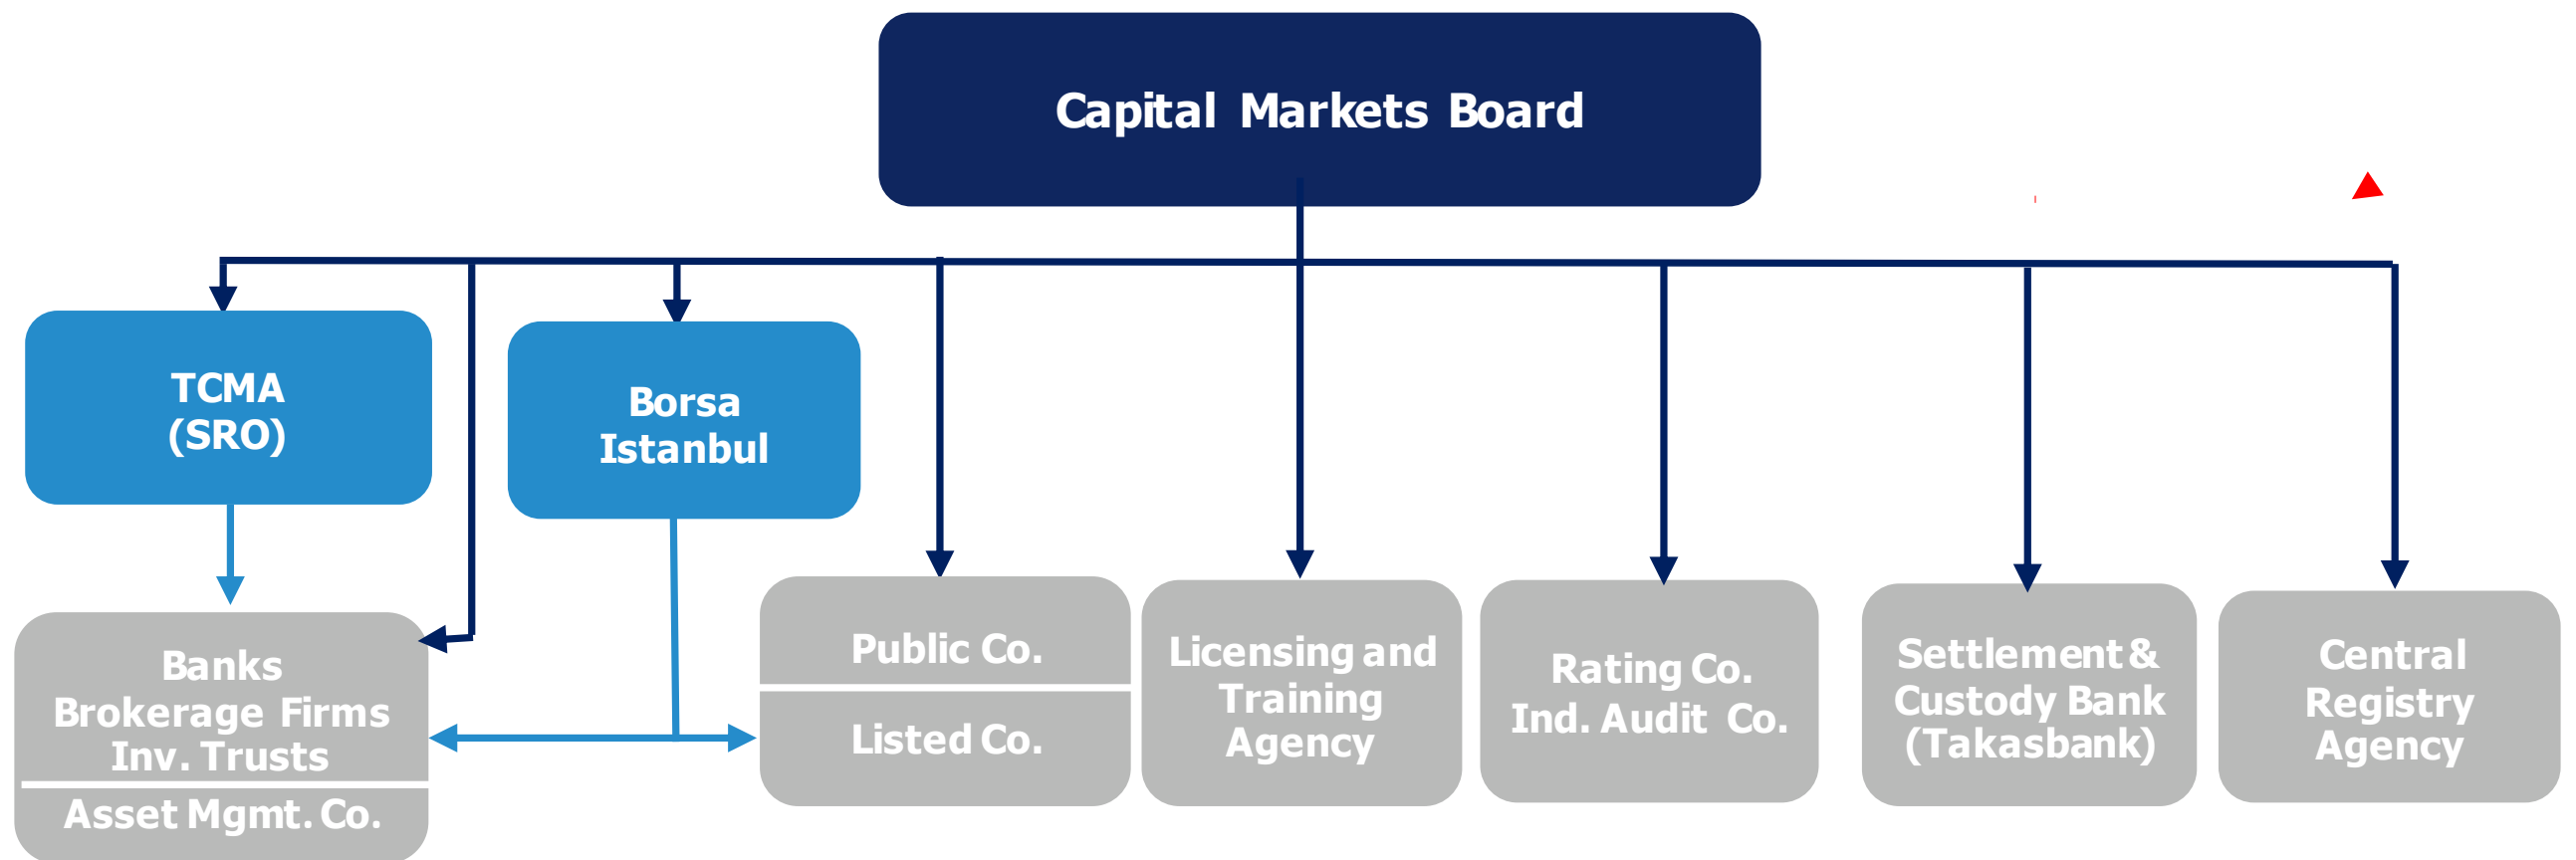 Capital Markets Board
TCMA
(SRO)
Borsa
Istanbul
Banks
Brokerage Firms
Inv. Trusts
Asset Mgmt. Co.
Public Co.
Listed Co.
Licensing and
Training
Agency
Rating Co.
Ind. Audit Co.
Settlement &
Custody Bank
(Takasbank)
Central
Registry
Agency